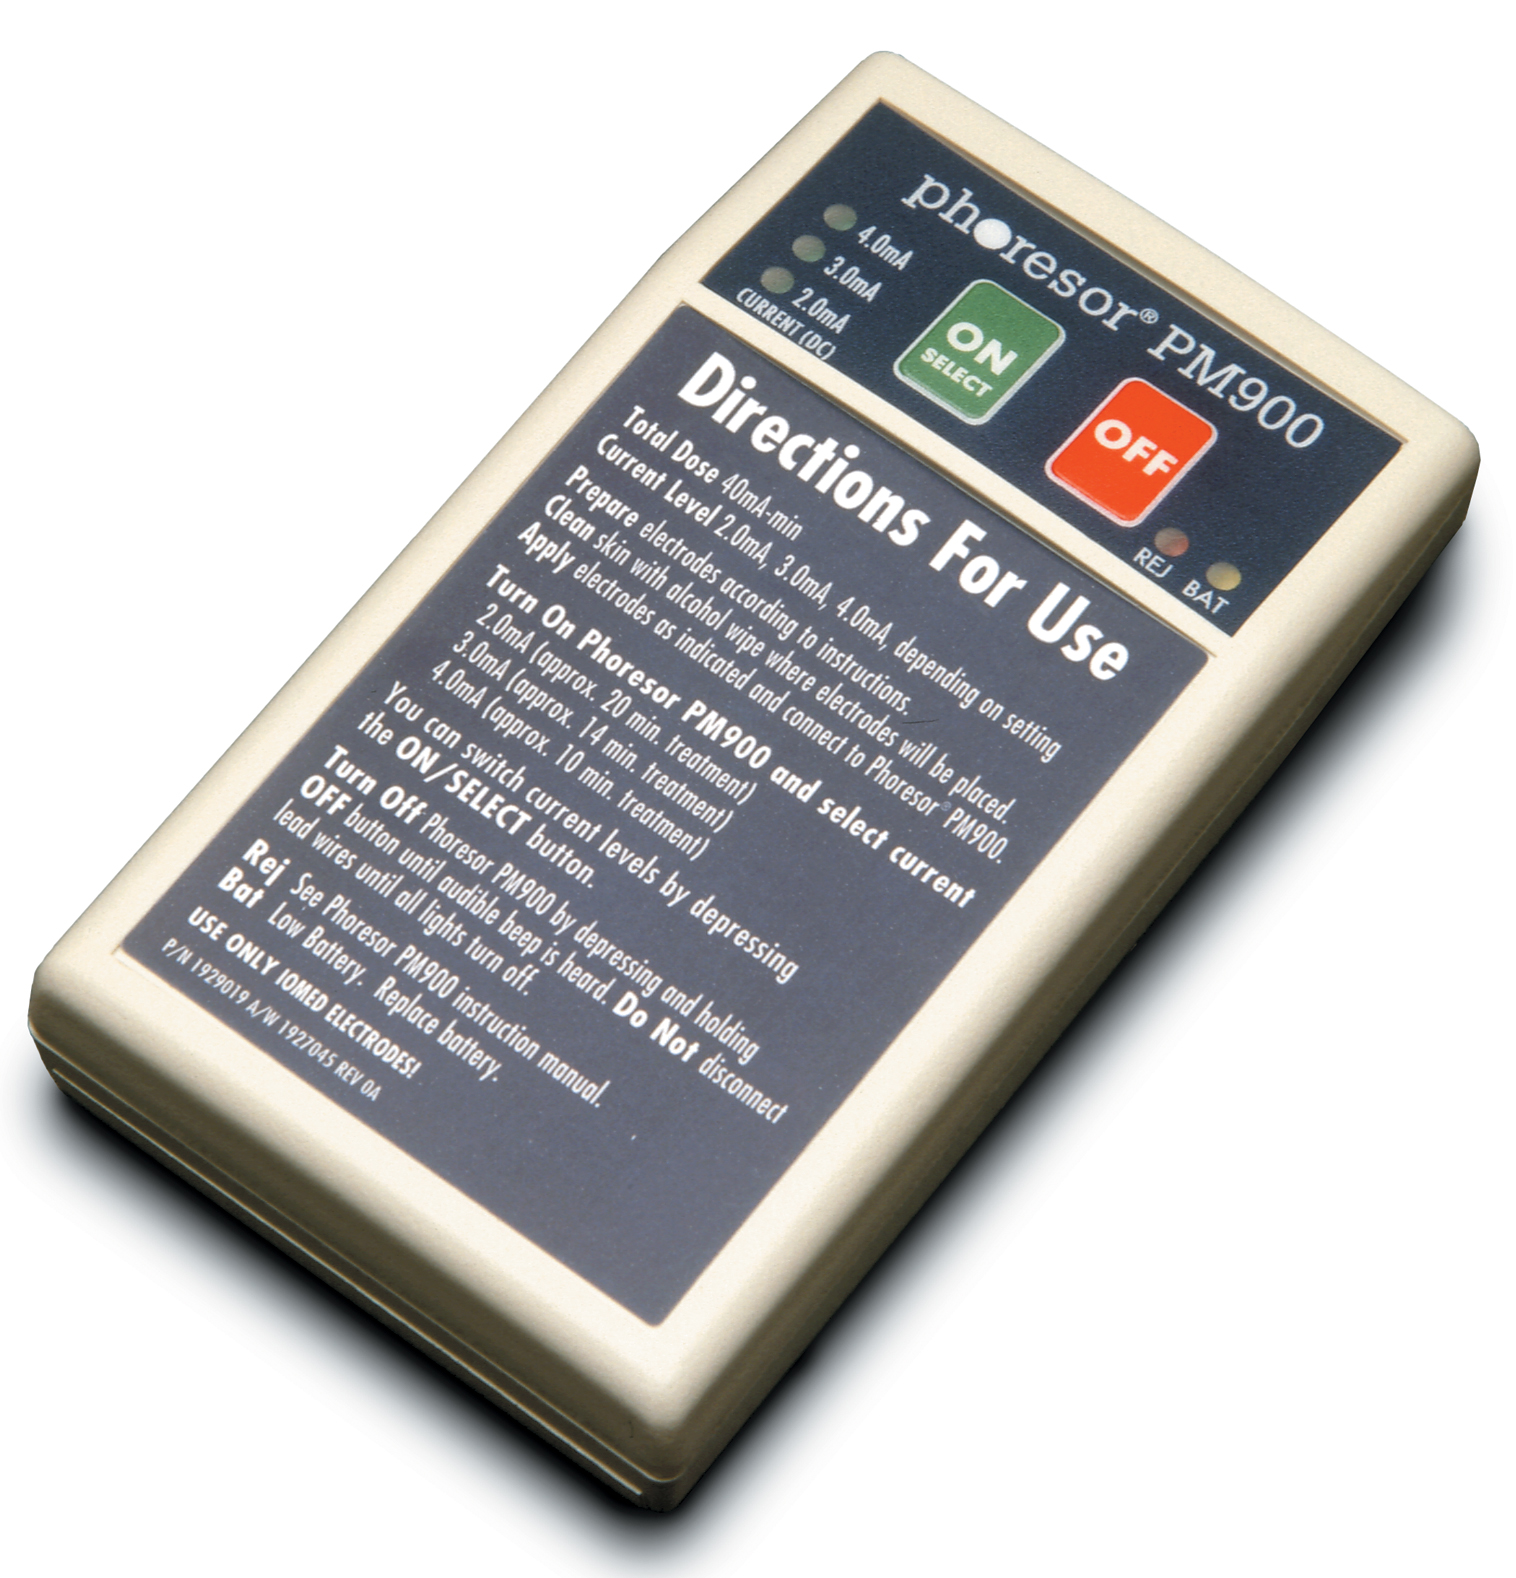 phoresor® PM900
4.0mA
3.0mA
2.0mA
CURRENT (DC)
ON
SELECT
OFF
REJ
BAT
Directions For Use
Total Dose 40mA-min
Current Level 2.0mA, 3.0mA, 4.0mA, depending on setting
Prepare electrodes according to instructions.
Clean skin with alcohol wipe where electrodes will be placed.
Apply electrodes as indicated and connect to Phoresor® PM900.
Turn On Phoresor PM900 and select current
2.0mA (approx. 20 min. treatment)
3.0mA (approx. 14 min. treatment)
4.0mA (approx. 10 min. treatment)
You can switch current levels by depressing
the ON/SELECT button.
Turn Off Phoresor PM900 by depressing and holding
OFF button until audible beep is heard. Do Not disconnect
lead wires until all lights turn off.
Rej See Phoresor PM900 instruction manual.
Bat Low Battery. Replace battery.
USE ONLY IOMED ELECTRODES!
P/N 1929019 A/W 1927045 REV 0A